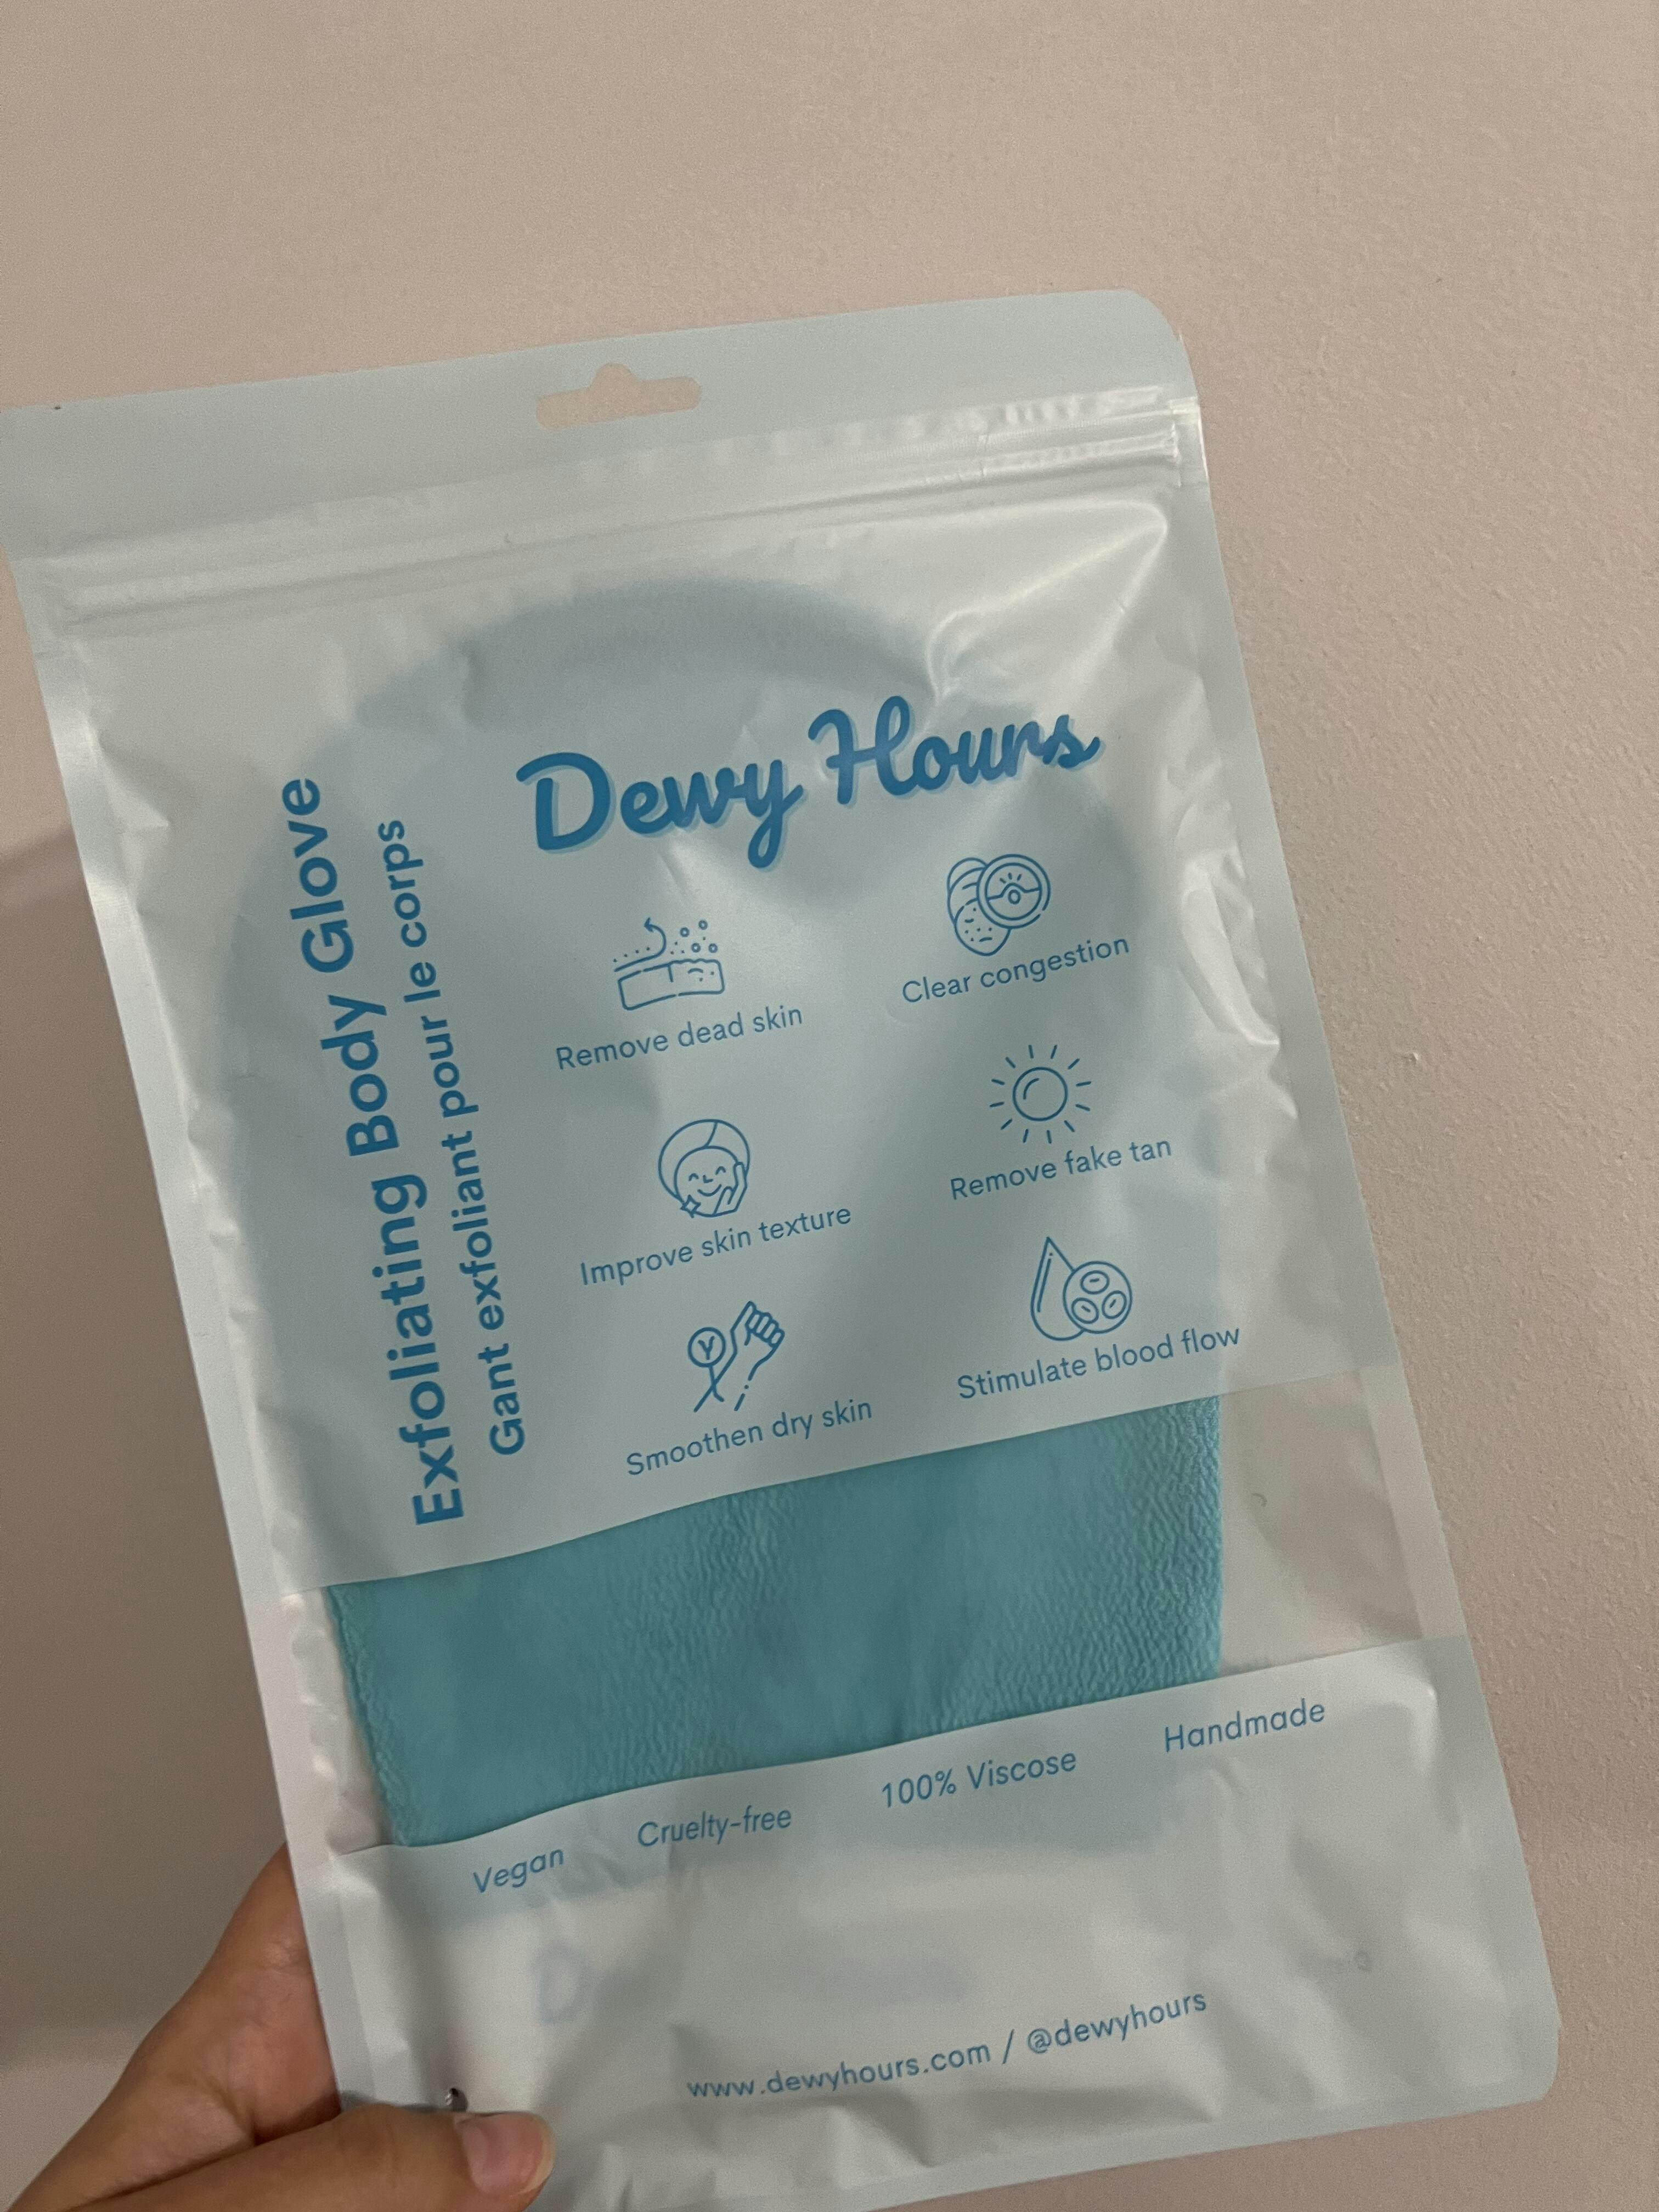 Dewy Hours
Exfoliating Body Glove
Gant exfoliant pour le corps
Remove dead skin
Clear congestion
Improve skin texture
Remove fake tan
Smoothen dry skin
Stimulate blood flow
Vegan
Cruelty-free
100% Viscose
Handmade
www.dewyhours.com / @dewyhours